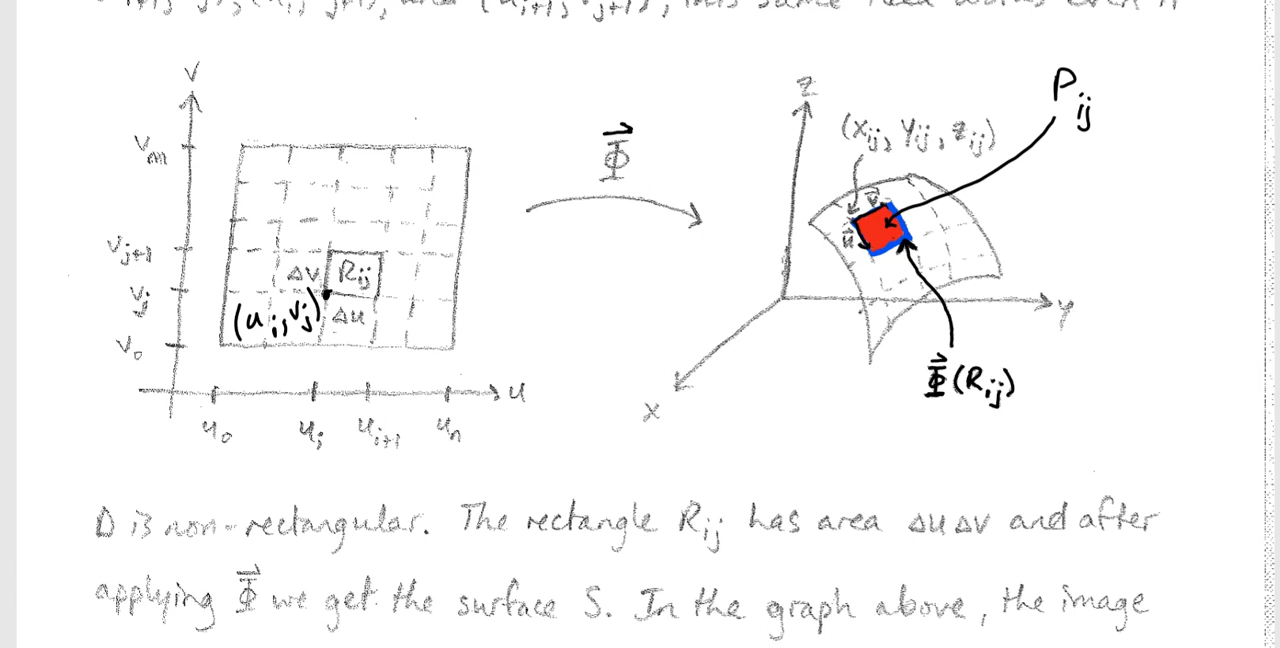 V
V_m
V_j+1
V_j
V_0
ΔV
R_ij
(u_i, v_j)
Δu
u
u_0
u_i
u_i+1
u_n
Φ⃗
z
(x_ij, y_ij, z_ij)
P_ij
v⃗
u⃗
y
x
Φ⃗(R_ij)
D is non-rectangular. The rectangle R_ij has area ΔuΔv and after
applying Φ⃗ we get the surface S. In the graph above, the image